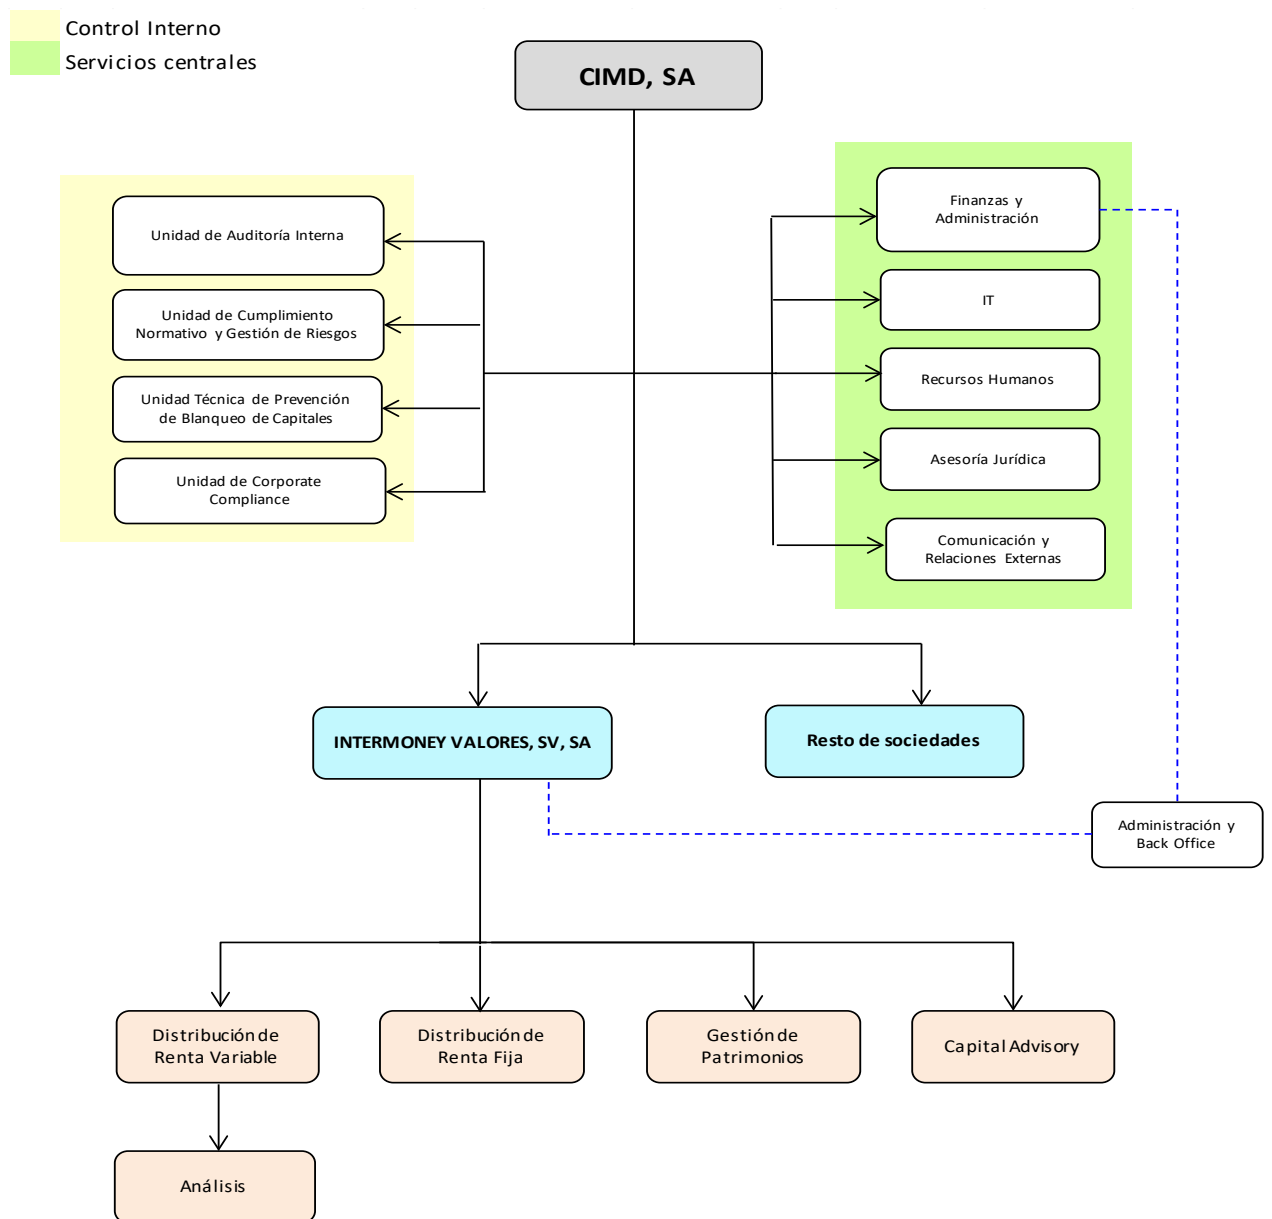 Control Interno
Servicios centrales
CIMD, SA
Unidad de Auditoría Interna
Unidad de Cumplimiento
Normativo y Gestión de Riesgos
Unidad Técnica de Prevención
de Blanqueo de Capitales
Unidad de Corporate
Compliance
Finanzas y
Administración
IT
Recursos Humanos
Asesoría Jurídica
Comunicación y
Relaciones Externas
INTERMONEY VALORES, SV, SA
Resto de sociedades
Administración y
Back Office
Distribución de
Renta Variable
Distribución de
Renta Fija
Gestión de
Patrimonios
Capital Advisory
Análisis